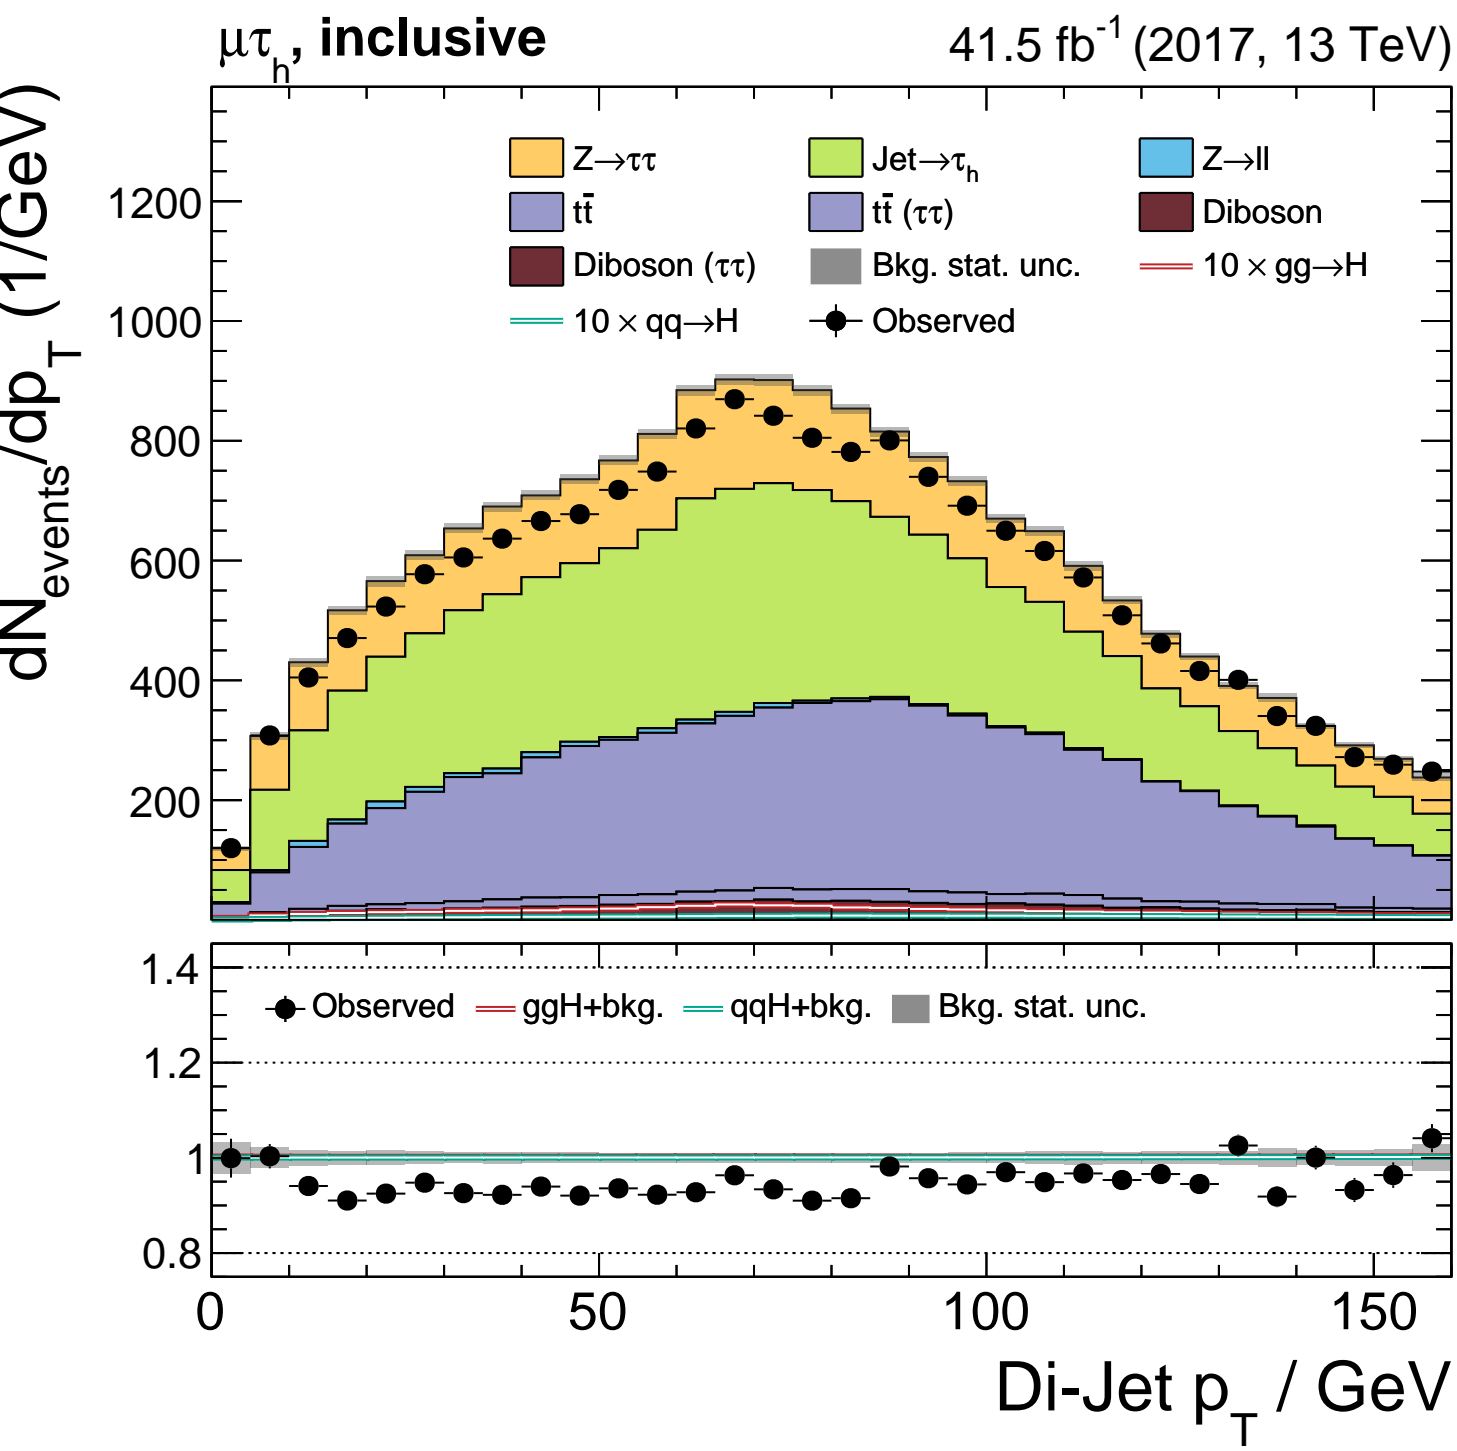 μτh, inclusive 41.5 fb-1 (2017, 13 TeV)
dNevents/dpT (1/GeV)
Z→ττ Jet→τh Z→ll
tt̄ tt̄ (ττ) Diboson
Diboson (ττ) Bkg. stat. unc. 10 × gg→H
10 × qq→H Observed
1200
1000
800
600
400
200
1.4
Observed ggH+bkg. qqH+bkg. Bkg. stat. unc.
1.2
1
0.8
0 50 100 150
Di-Jet pT / GeV